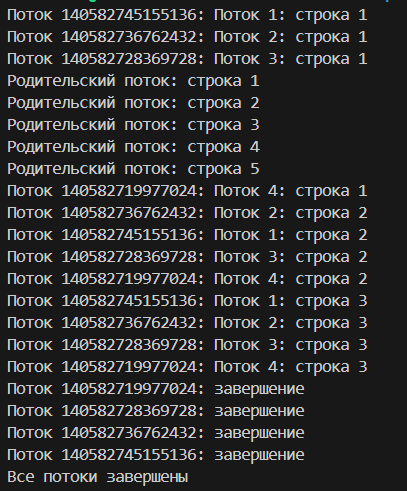 Поток 140582745155136: Поток 1: строка 1
Поток 140582736762432: Поток 2: строка 1
Поток 140582728369728: Поток 3: строка 1
Родительский поток: строка 1
Родительский поток: строка 2
Родительский поток: строка 3
Родительский поток: строка 4
Родительский поток: строка 5
Поток 140582719977024: Поток 4: строка 1
Поток 140582736762432: Поток 2: строка 2
Поток 140582745155136: Поток 1: строка 2
Поток 140582728369728: Поток 3: строка 2
Поток 140582719977024: Поток 4: строка 2
Поток 140582745155136: Поток 1: строка 3
Поток 140582736762432: Поток 2: строка 3
Поток 140582728369728: Поток 3: строка 3
Поток 140582719977024: Поток 4: строка 3
Поток 140582719977024: завершение
Поток 140582728369728: завершение
Поток 140582736762432: завершение
Поток 140582745155136: завершение
Все потоки завершены